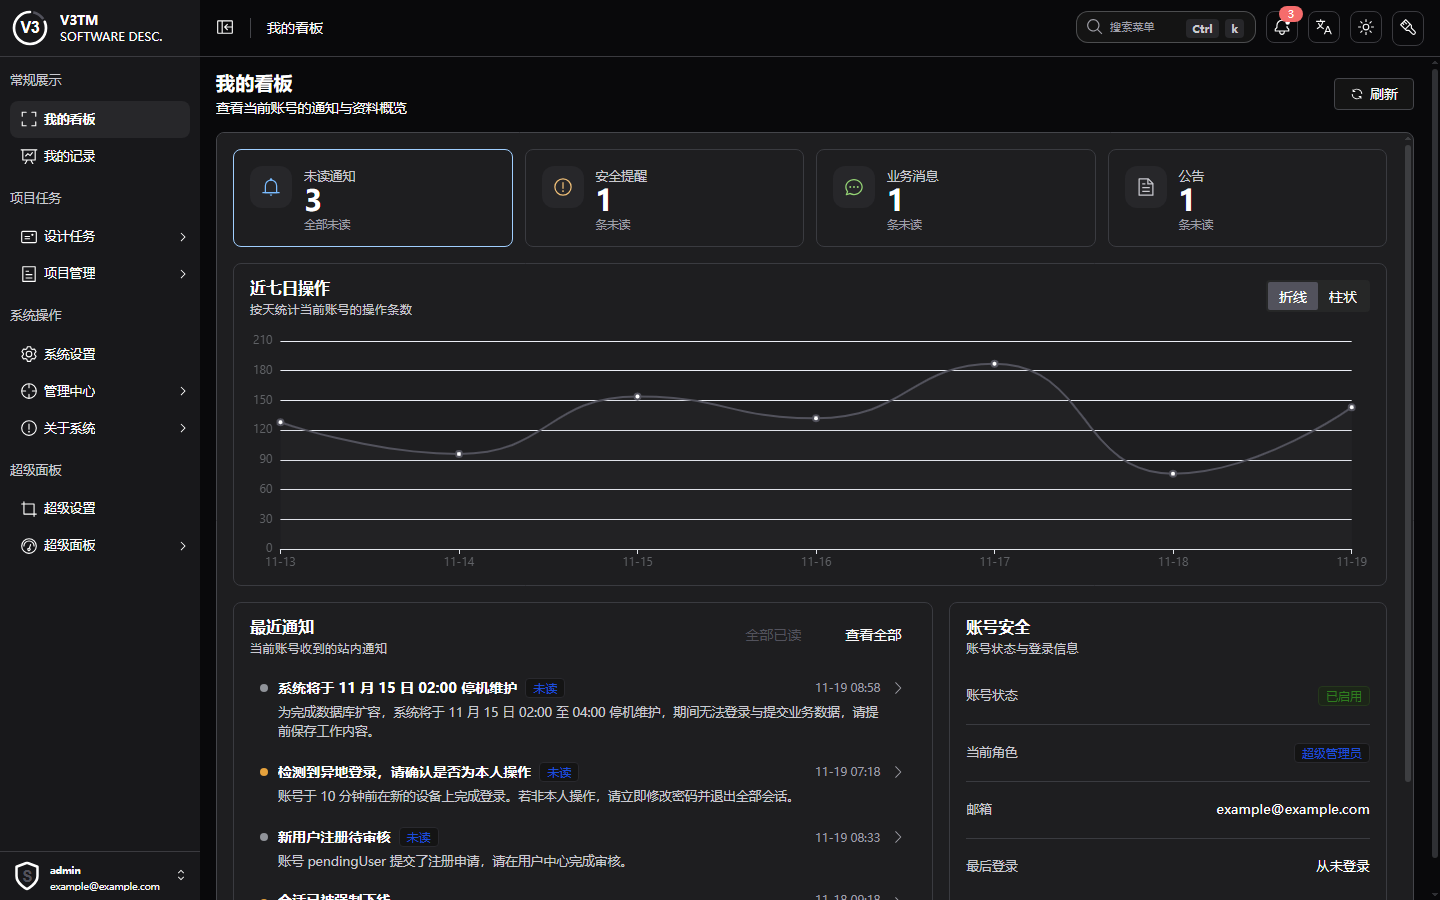 V3
V3TM
SOFTWARE DESC.
我的看板
搜索菜单
Ctrl
k
3
常规展示
我的看板
我的记录
项目任务
设计任务
项目管理
系统操作
系统设置
管理中心
关于系统
超级面板
超级设置
超级面板
S
admin
example@example.com
我的看板
查看当前账号的通知与资料概览
刷新
未读通知
3
全部未读
安全提醒
1
条未读
业务消息
1
条未读
公告
1
条未读
近七日操作
按天统计当前账号的操作条数
折线
柱状
210
180
150
120
90
60
30
0
11-13
11-14
11-15
11-16
11-17
11-18
11-19
最近通知
当前账号收到的站内通知
全部已读
查看全部
系统将于 11 月 15 日 02:00 停机维护
未读
11-19 08:58
为完成数据库扩容，系统将于 11 月 15 日 02:00 至 04:00 停机维护，期间无法登录与提交业务数据，请提
前保存工作内容。
检测到异地登录，请确认是否为本人操作
未读
11-19 07:18
账号于 10 分钟前在新的设备上完成登录。若非本人操作，请立即修改密码并退出全部会话。
新用户注册待审核
未读
11-19 08:33
账号 pendingUser 提交了注册申请，请在用户中心完成审核。
会话已被强制下线
11-18 09:18
账号安全
账号状态与登录信息
账号状态
已启用
当前角色
超级管理员
邮箱
example@example.com
最后登录
从未登录